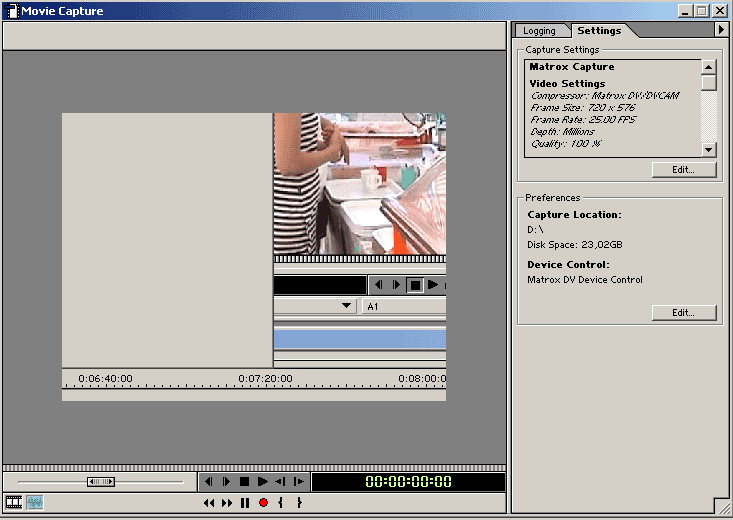 Movie Capture
Logging
Settings
Capture Settings
Matrox Capture
Video Settings
Compressor: Matrox DV/DVCAM
Frame Size: 720 x 576
Frame Rate: 25.00 FPS
Depth: Millions
Quality: 100 %
Edit...
Preferences
Capture Location:
D:\
Disk Space: 23,02GB
Device Control:
Matrox DV Device Control
Edit...
A1
0:06:40:00 0:07:20:00 0:08:00:0
00:00:00:00